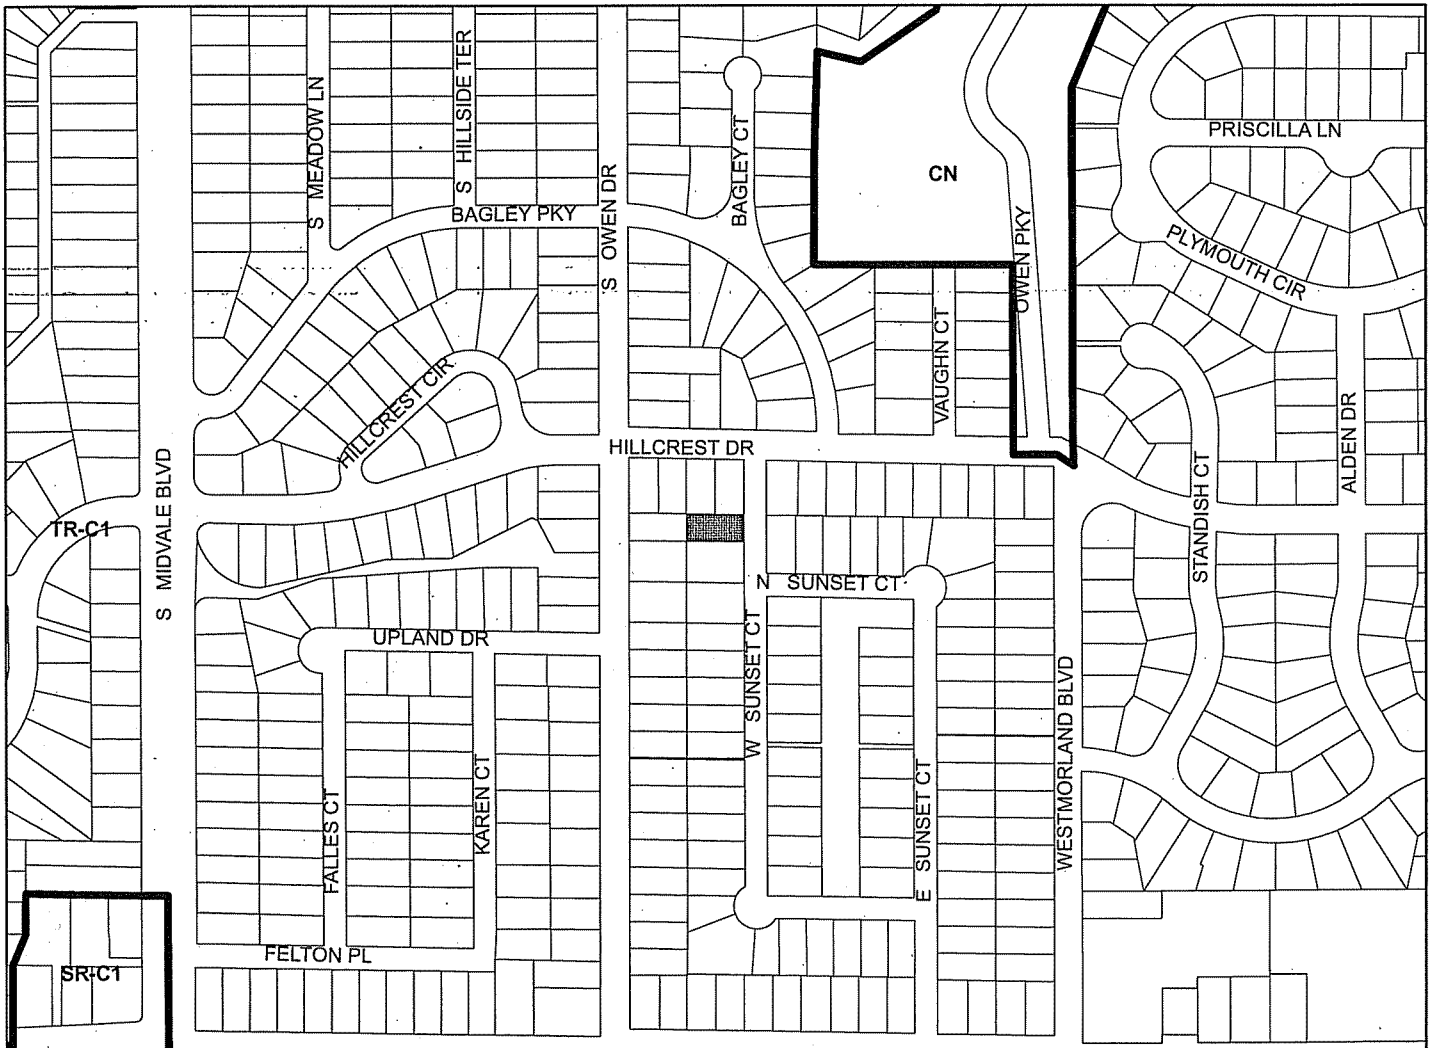 S MEADOW LN
S HILLSIDE TER
BAGLEY CT
PRISCILLA LN
CN
BAGLEY PKY
S OWEN DR
OWEN PKY
PLYMOUTH CIR
VAUGHN CT
HILLCREST CIR
ALDEN DR
HILLCREST DR
S MIDVALE BLVD
STANDISH CT
TR-C1
N SUNSET CT
UPLAND DR
W SUNSET CT
WESTMORLAND BLVD
FALLES CT
KAREN CT
E SUNSET CT
FELTON PL
SR-C1